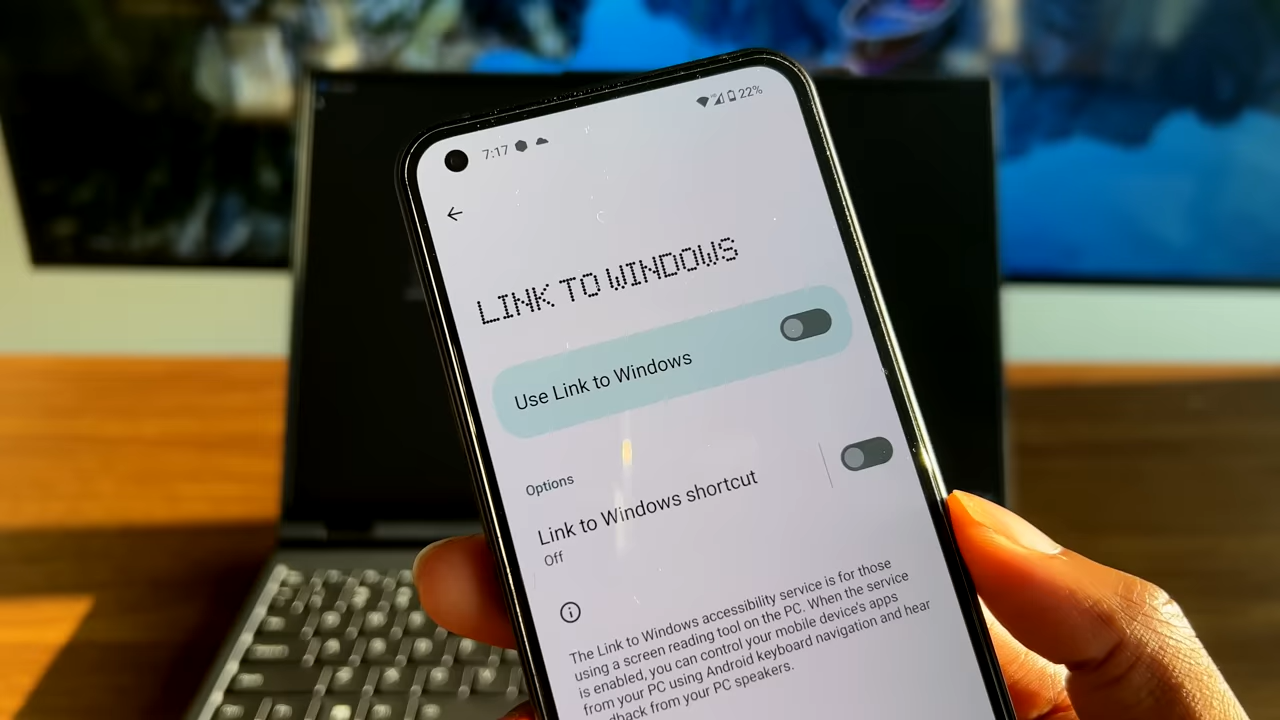 7:17 22%
LINK TO WINDOWS
Use Link to Windows
Options
Link to Windows shortcut
Off
The Link to Windows accessibility service is for those
using a screen reading tool on the PC. When the service
is enabled, you can control your mobile device's apps
from your PC using Android keyboard navigation and hear
dback from your PC speakers.